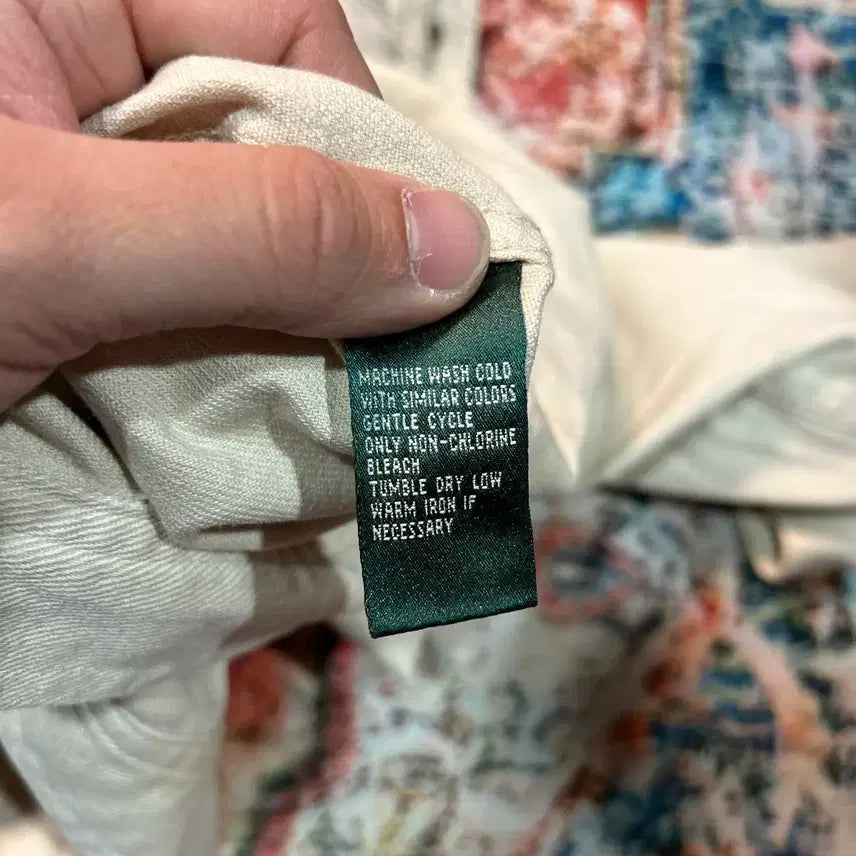 MACHINE WASH COLD
WITH SIMILAR COLORS
GENTLE CYCLE
ONLY NON-CHLORINE
BLEACH
TUMBLE DRY LOW
WARM IRON IF
NECESSARY